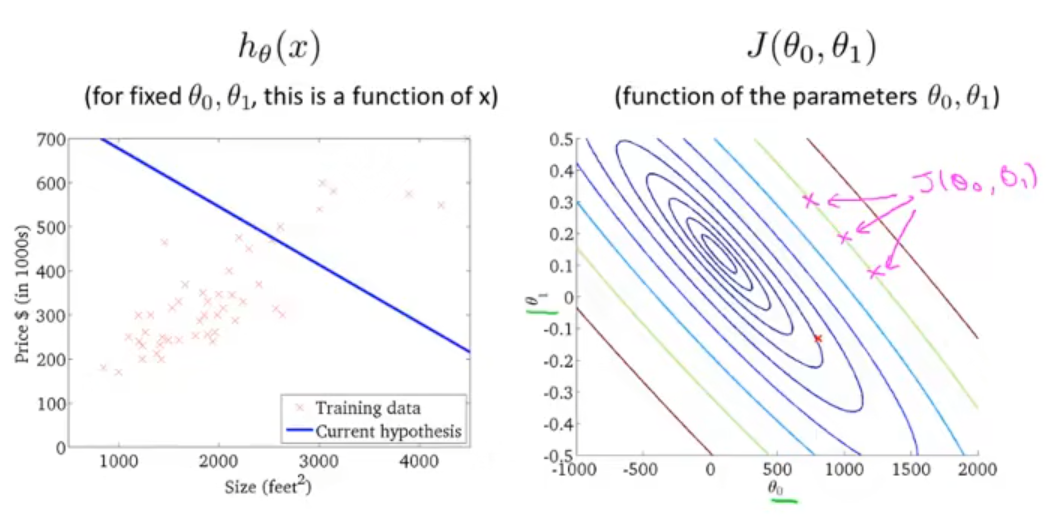 hθ(x)
(for fixed θ0, θ1, this is a function of x)
700
600
500
400
300
200
100
0
Price $ (in 1000s)
1000
2000
3000
4000
Size (feet²)
Training data
Current hypothesis
J(θ0, θ1)
(function of the parameters θ0, θ1)
0.5
0.4
0.3
0.2
0.1
0
-0.1
-0.2
-0.3
-0.4
-0.5
θ1
-1000
-500
0
500
1000
1500
2000
θ0
J(θ0, θ1)